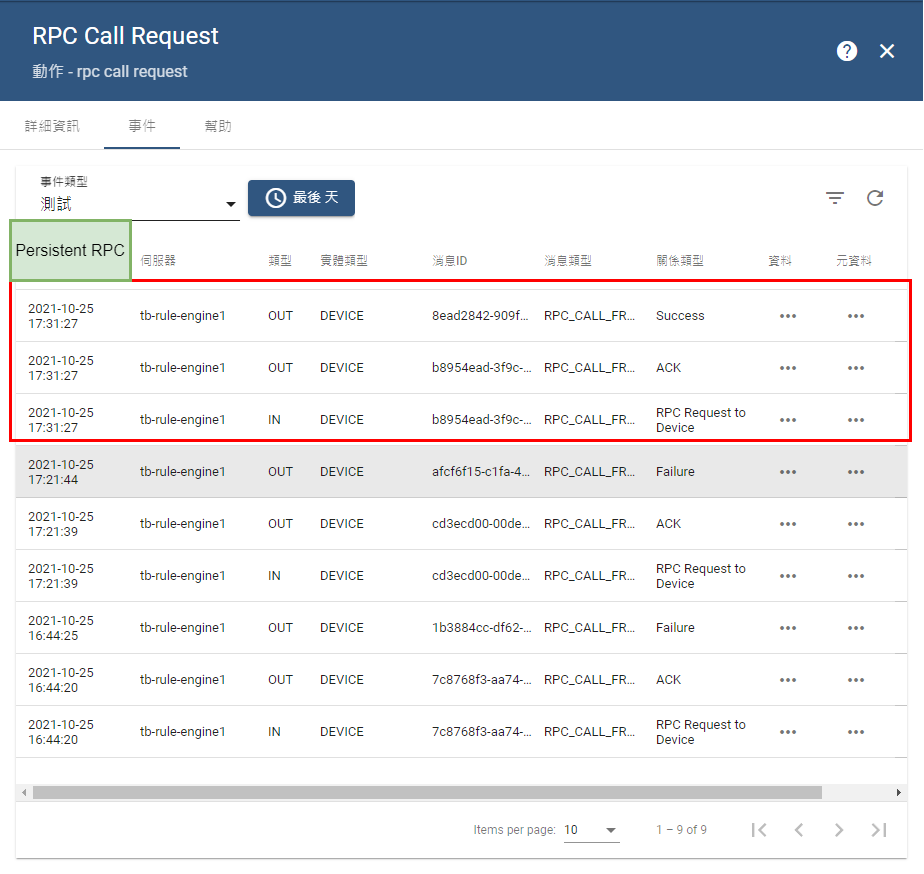 RPC Call Request
動作 - rpc call request
?
詳細資訊 事件 幫助
事件類型
測試
最後 天
Persistent RPC
伺服器 類型 實體類型 消息ID 消息類型 關係類型 資料 元資料
2021-10-25 17:31:27 tb-rule-engine1 OUT DEVICE 8ead2842-909f... RPC_CALL_FR... Success •••  •••
2021-10-25 17:31:27 tb-rule-engine1 OUT DEVICE b8954ead-3f9c-... RPC_CALL_FR... ACK ••• •••
2021-10-25 17:31:27 tb-rule-engine1 IN DEVICE b8954ead-3f9c-... RPC_CALL_FR... RPC Request to Device ••• •••
2021-10-25 17:21:44 tb-rule-engine1 OUT DEVICE afcf6f15-c1fa-4... RPC_CALL_FR... Failure ••• •••
2021-10-25 17:21:39 tb-rule-engine1 OUT DEVICE cd3ecd00-00de... RPC_CALL_FR... ACK ••• •••
2021-10-25 17:21:39 tb-rule-engine1 IN DEVICE cd3ecd00-00de... RPC_CALL_FR... RPC Request to Device ••• •••
2021-10-25 16:44:25 tb-rule-engine1 OUT DEVICE 1b3884cc-df62-... RPC_CALL_FR... Failure ••• •••
2021-10-25 16:44:20 tb-rule-engine1 OUT DEVICE 7c8768f3-aa74-... RPC_CALL_FR... ACK ••• •••
2021-10-25 16:44:20 tb-rule-engine1 IN DEVICE 7c8768f3-aa74-... RPC_CALL_FR... RPC Request to Device ••• •••
Items per page: 10 1 – 9 of 9